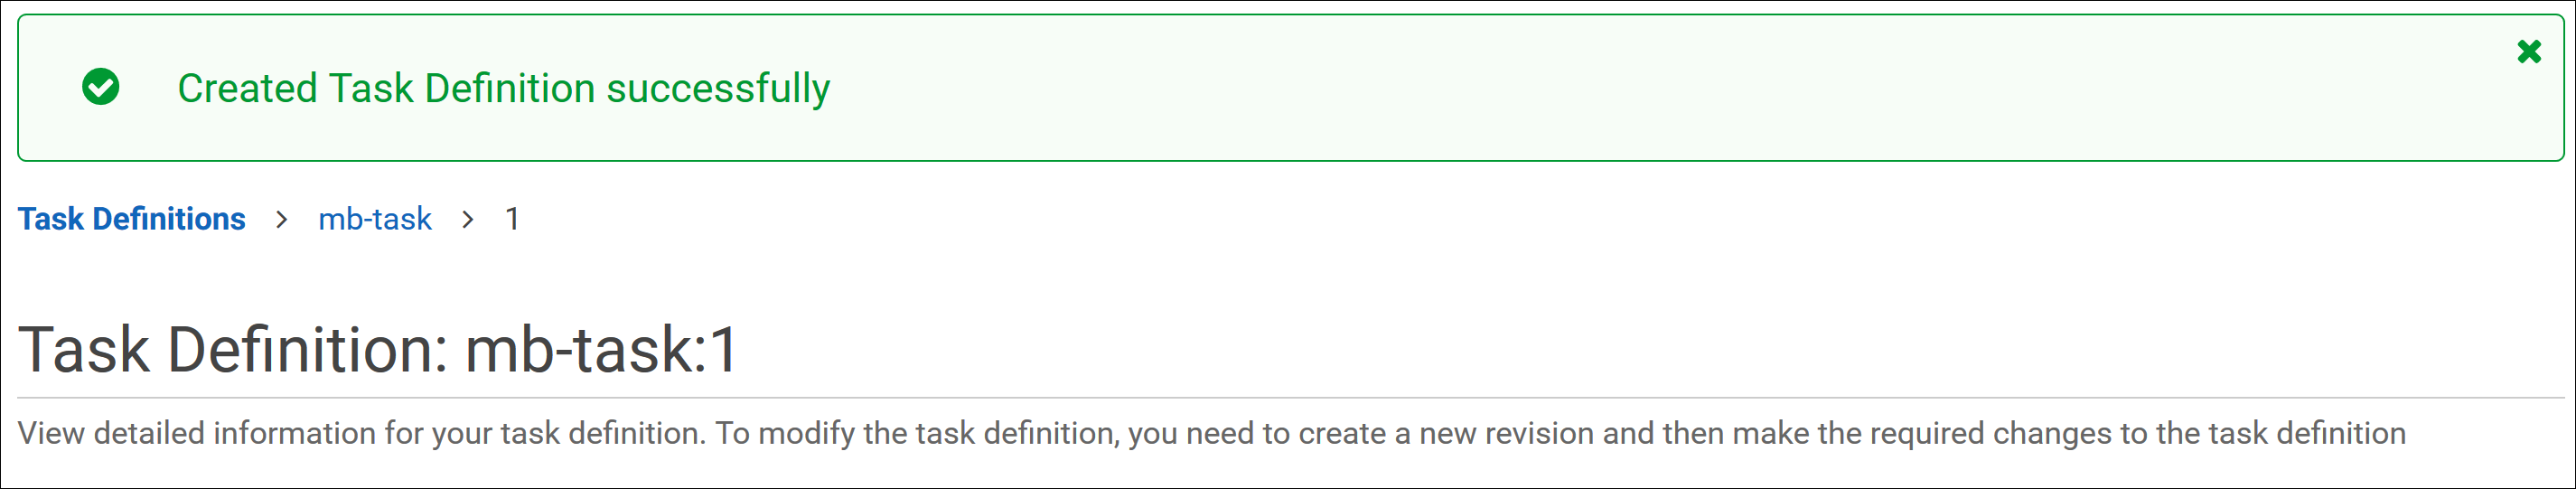 Created Task Definition successfully
Task Definitions > mb-task > 1
Task Definition: mb-task:1
View detailed information for your task definition. To modify the task definition, you need to create a new revision and then make the required changes to the task definition